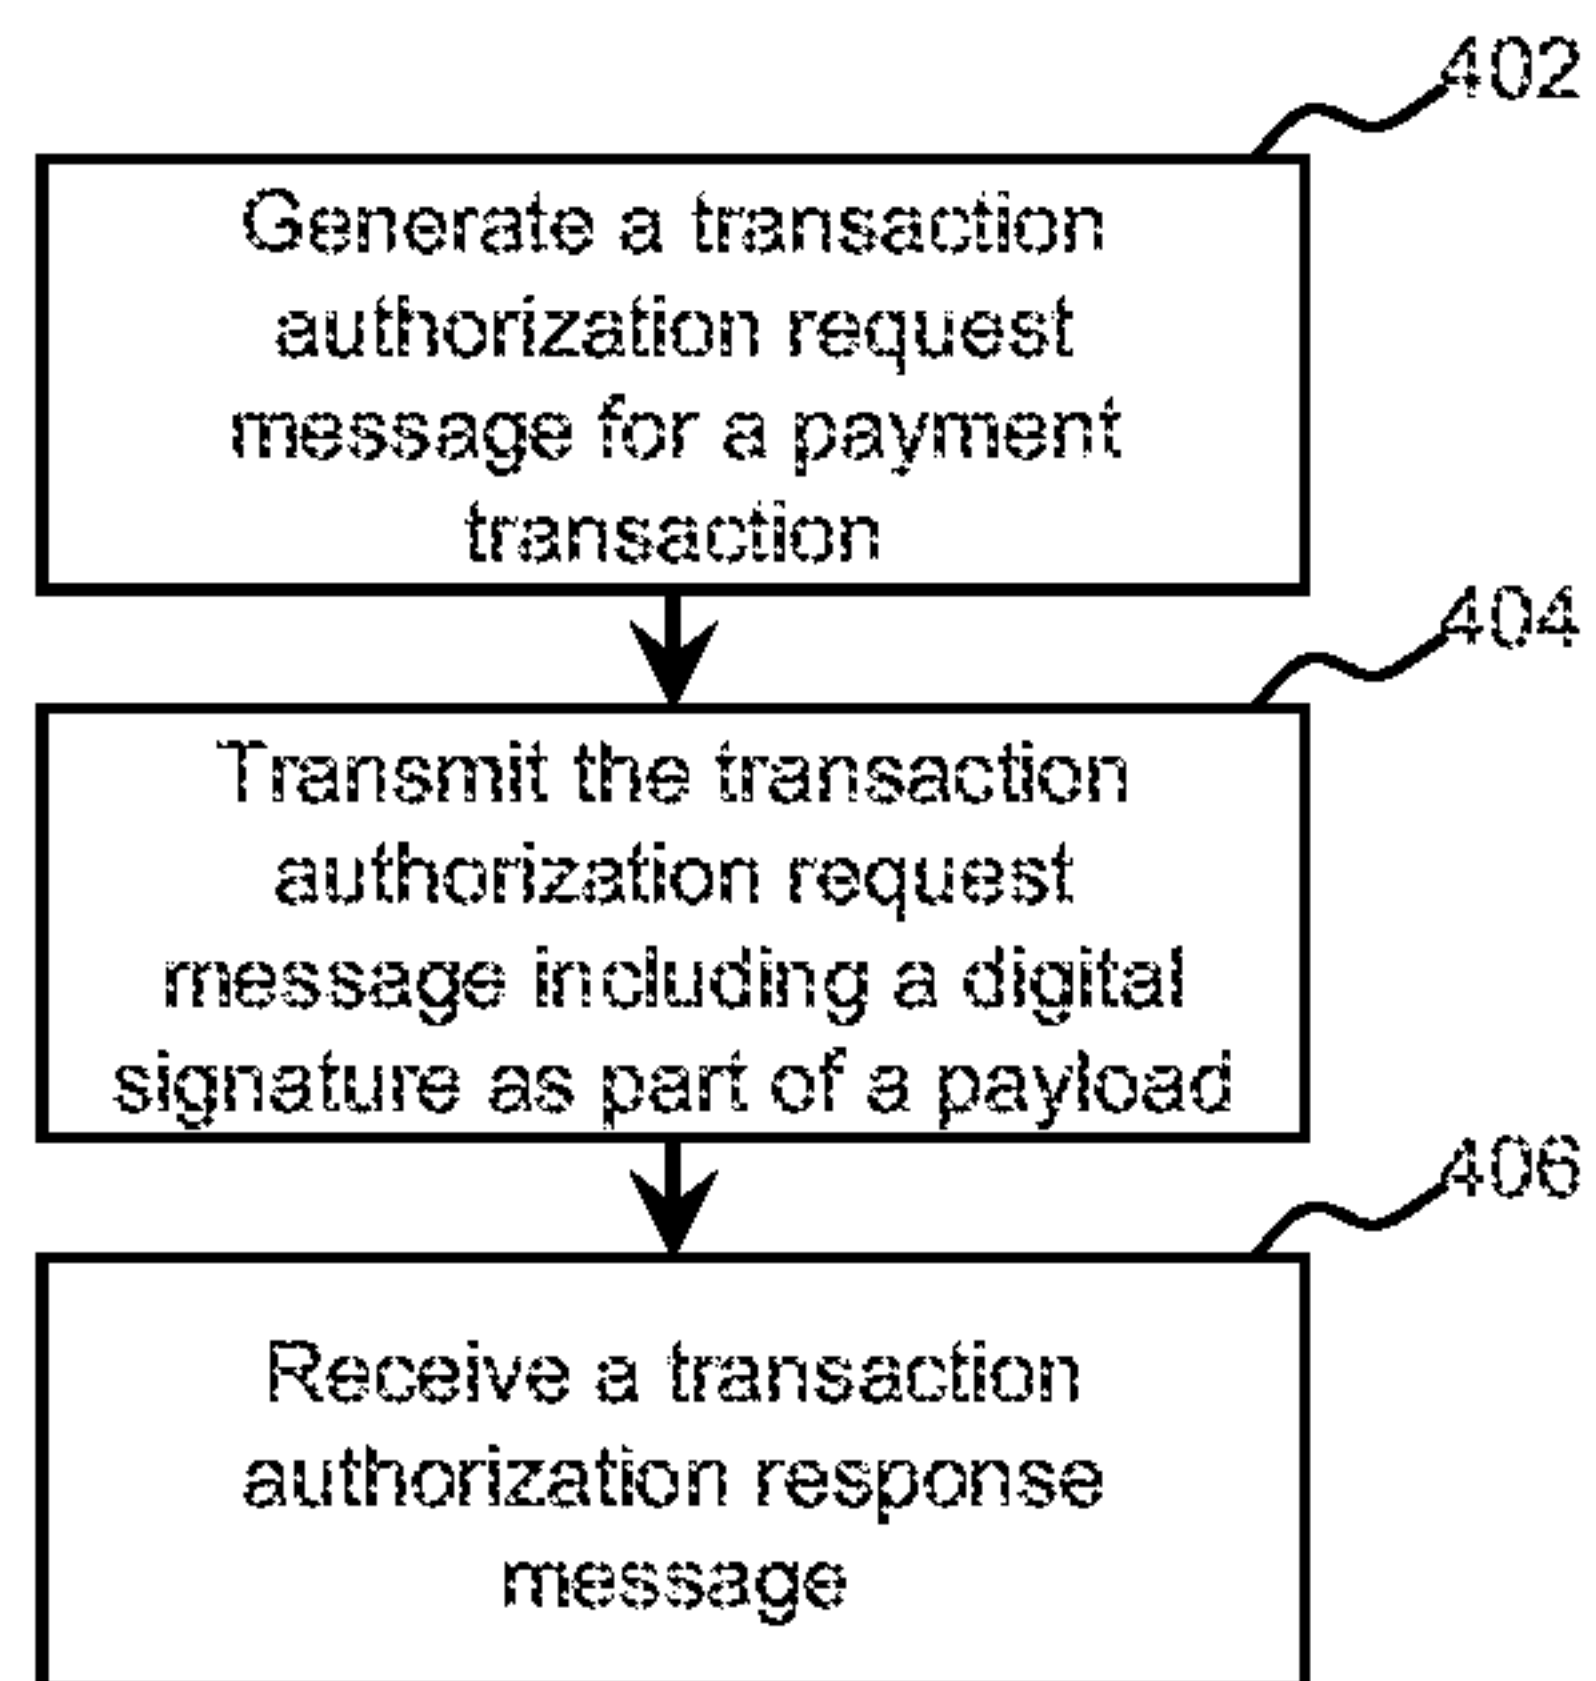 402
Generate a transaction
authorization request
message for a payment
transaction
404
Transmit the transaction
authorization request
message including a digital
signature as part of a payload
406
Receive a transaction
authorization response
message